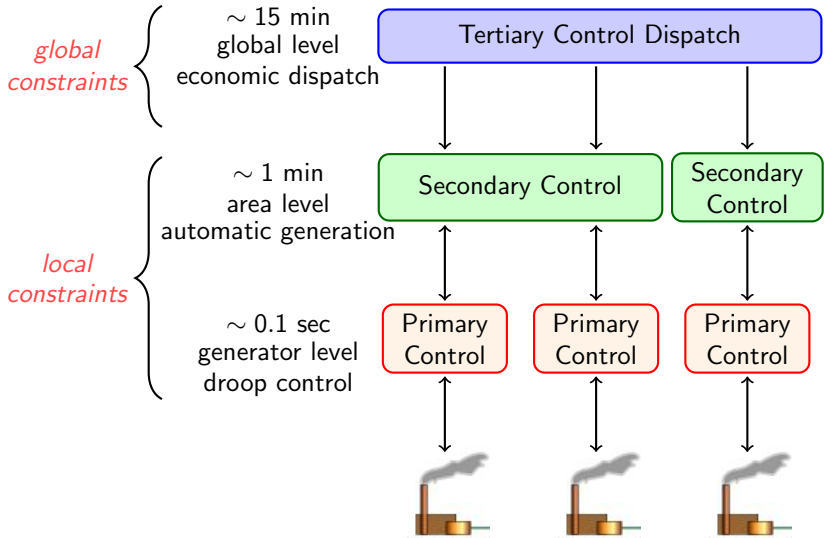 global
constraints
~ 15 min
global level
economic dispatch
Tertiary Control Dispatch
local
constraints
~ 1 min
area level
automatic generation
Secondary Control
Secondary
Control
~ 0.1 sec
generator level
droop control
Primary
Control
Primary
Control
Primary
Control